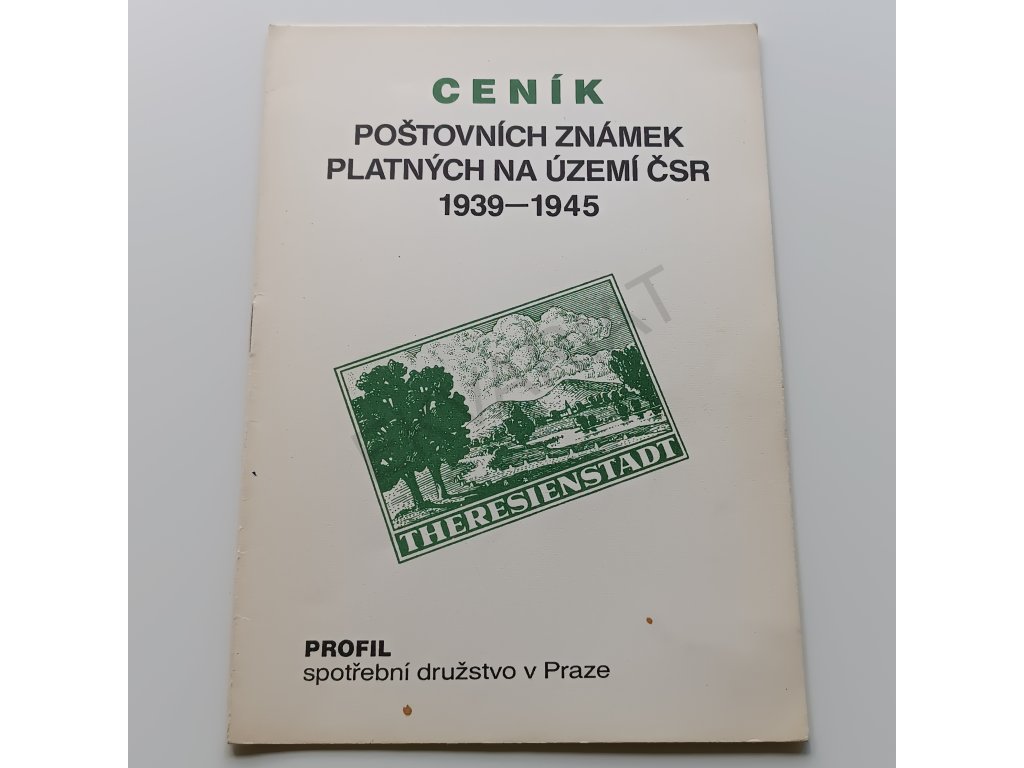 CENÍK
POŠTOVNÍCH ZNÁMEK
PLATNÝCH NA ÚZEMÍ ČSR
1939—1945
THERESIENSTADT
PROFIL
spotřební družstvo v Praze